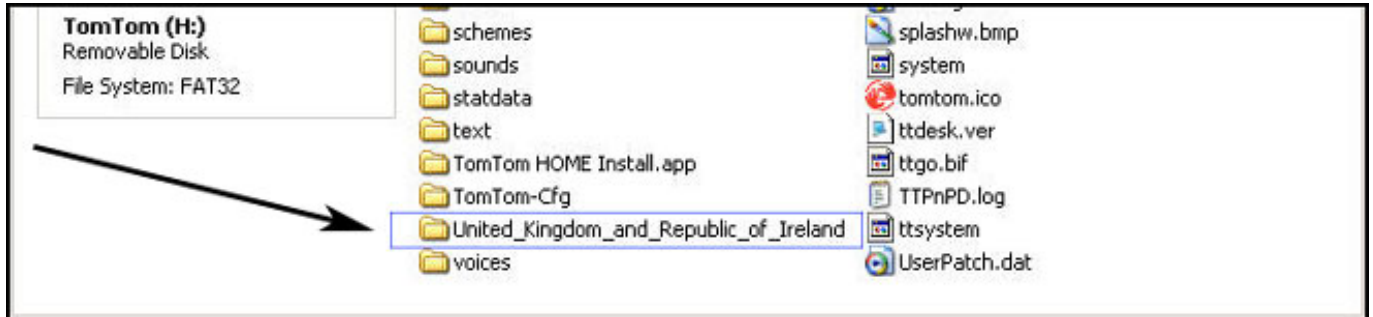 TomTom (H:)
Removable Disk
File System: FAT32
schemes
sounds
statdata
text
TomTom HOME Install.app
TomTom-Cfg
United_Kingdom_and_Republic_of_Ireland
voices
splashw.bmp
system
tomtom.ico
ttdesk.ver
ttgo.bif
TTPnPD.log
ttsystem
UserPatch.dat